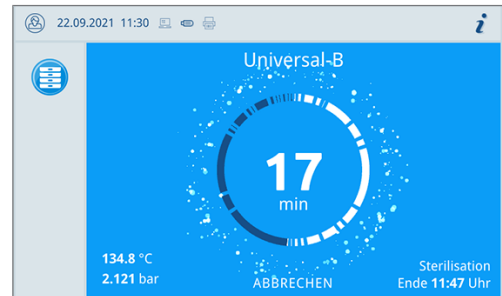 22.09.2021 11:30
i
Universal-B
17
min
134.8 °C
2.121 bar
ABBRECHEN
Sterilisation
Ende 11:47 Uhr